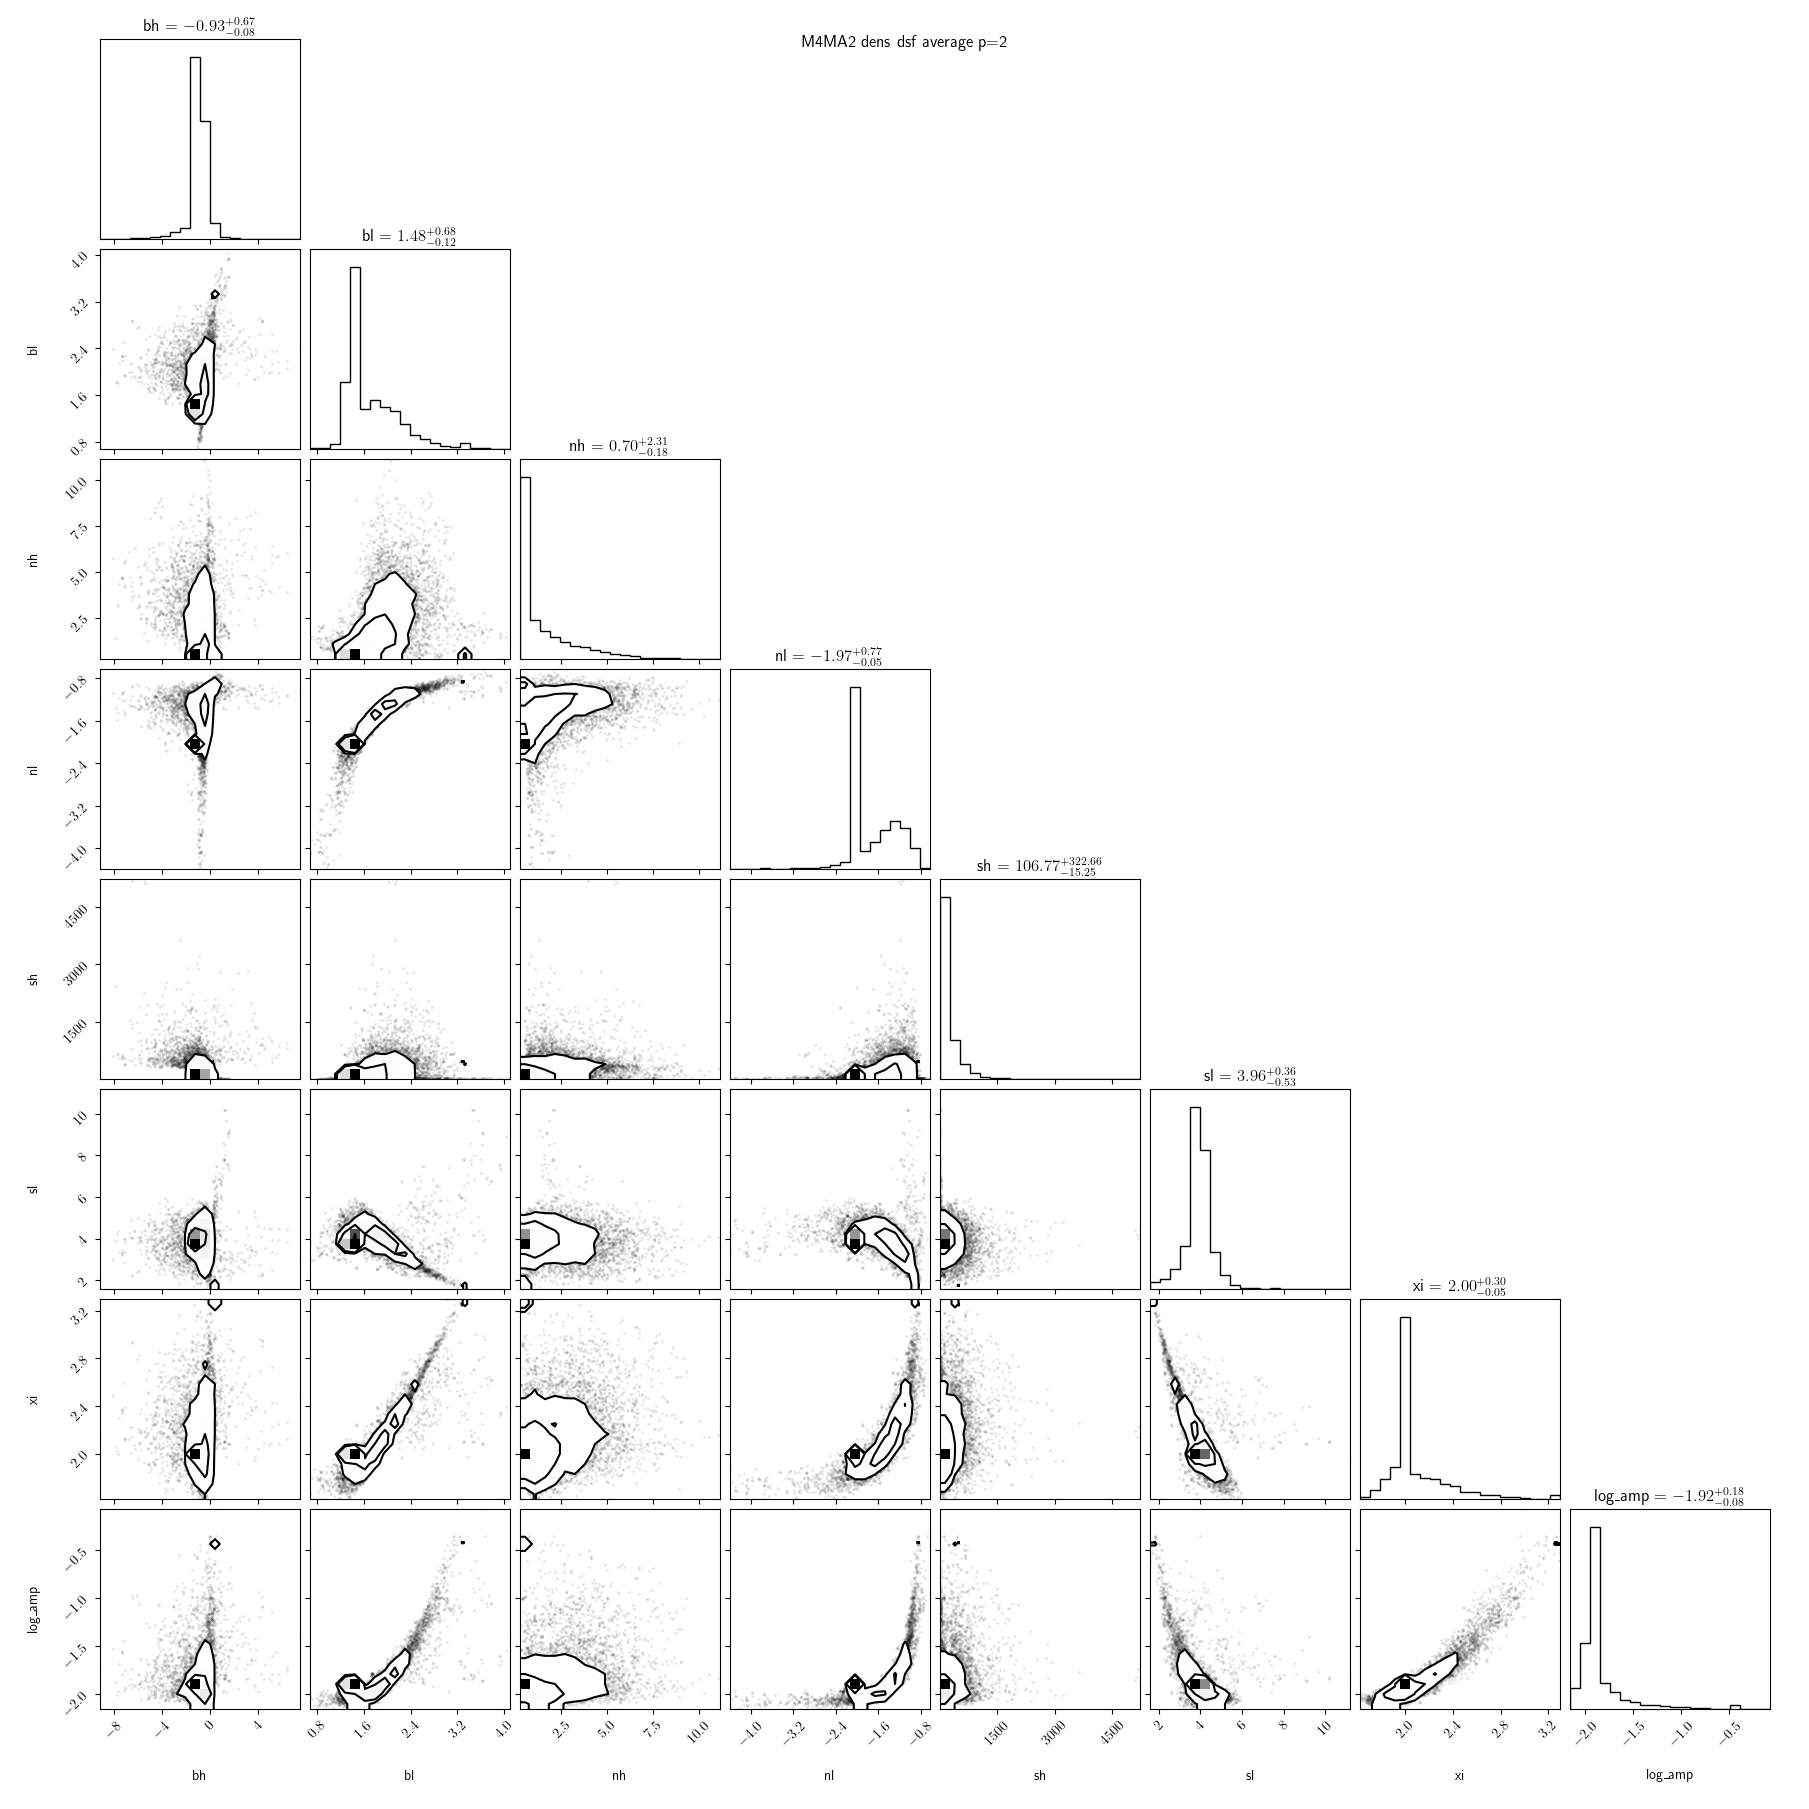 M4MA2 dens dsf average p=2
bh = −0.93 +0.67 −0.08
bl = 1.48 +0.68 −0.12
4.0
3.2
2.4
1.6
0.8
bl
nh = 0.70 +2.31 −0.18
10.0
7.5
5.0
2.5
nh
nl = −1.97 +0.77 −0.05
−0.8
−1.6
−2.4
−3.2
−4.0
nl
sh = 106.77 +322.66 −15.25
4500
3000
1500
sh
sl = 3.96 +0.36 −0.53
10
8
6
4
2
sl
xi = 2.00 +0.30 −0.05
3.2
2.8
2.4
2.0
xi
log_amp = −1.92 +0.18 −0.08
−0.5
−1.0
−1.5
−2.0
log_amp
−8 −4 0 4 0.8 1.6 2.4 3.2 4.0 2.5 5.0 7.5 10.0 −4.0 −3.2 −2.4 −1.6 −0.8 1500 3000 4500 2 4 6 8 10 2.0 2.4 2.8 3.2 −2.0 −1.5 −1.0 −0.5
bh bl nh nl sh sl xi log_amp